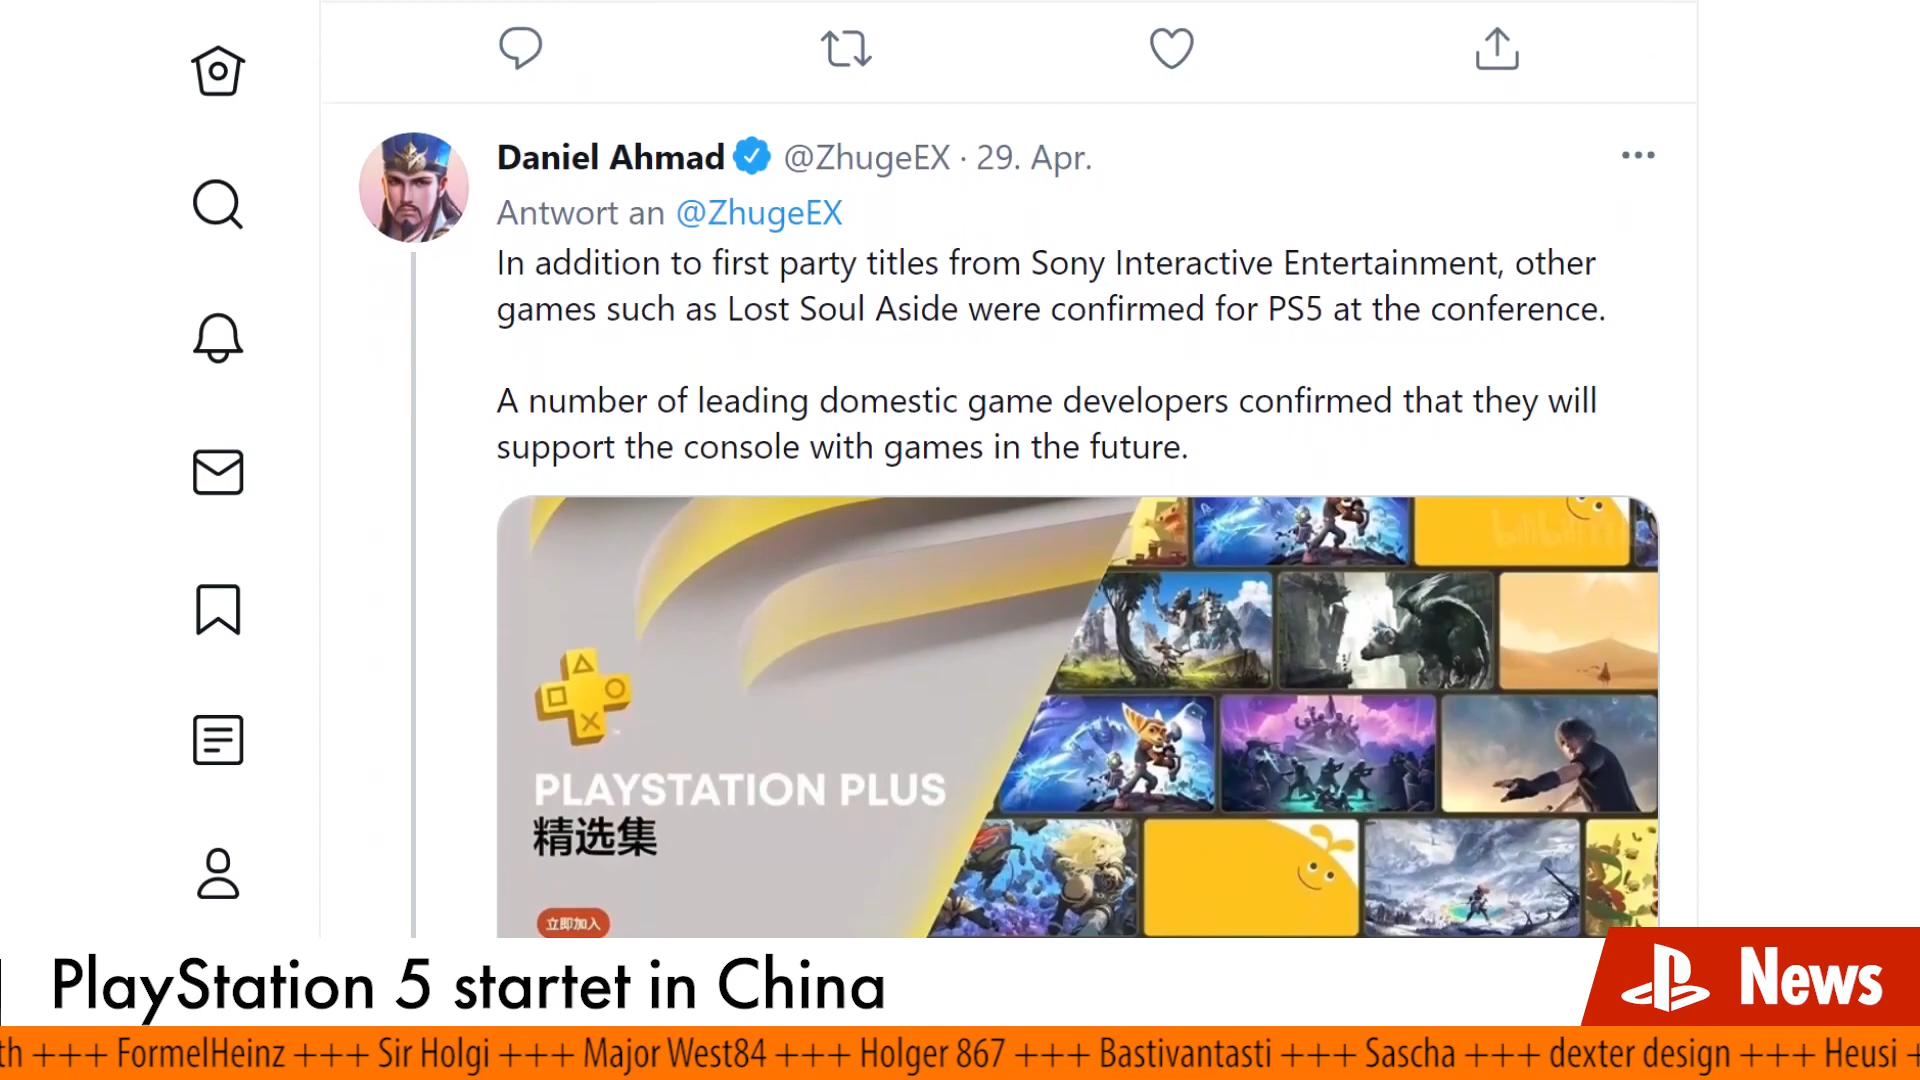 Daniel Ahmad @ZhugeEX · 29. Apr.
Antwort an @ZhugeEX
In addition to first party titles from Sony Interactive Entertainment, other
games such as Lost Soul Aside were confirmed for PS5 at the conference.
A number of leading domestic game developers confirmed that they will
support the console with games in the future.
bilibili
PLAYSTATION PLUS
精选集
立即加入
PlayStation 5 startet in China
News
th +++ FormelHeinz +++ Sir Holgi +++ Major West84 +++ Holger 867 +++ Bastivantasti +++ Sascha +++ dexter design +++ Heusi +